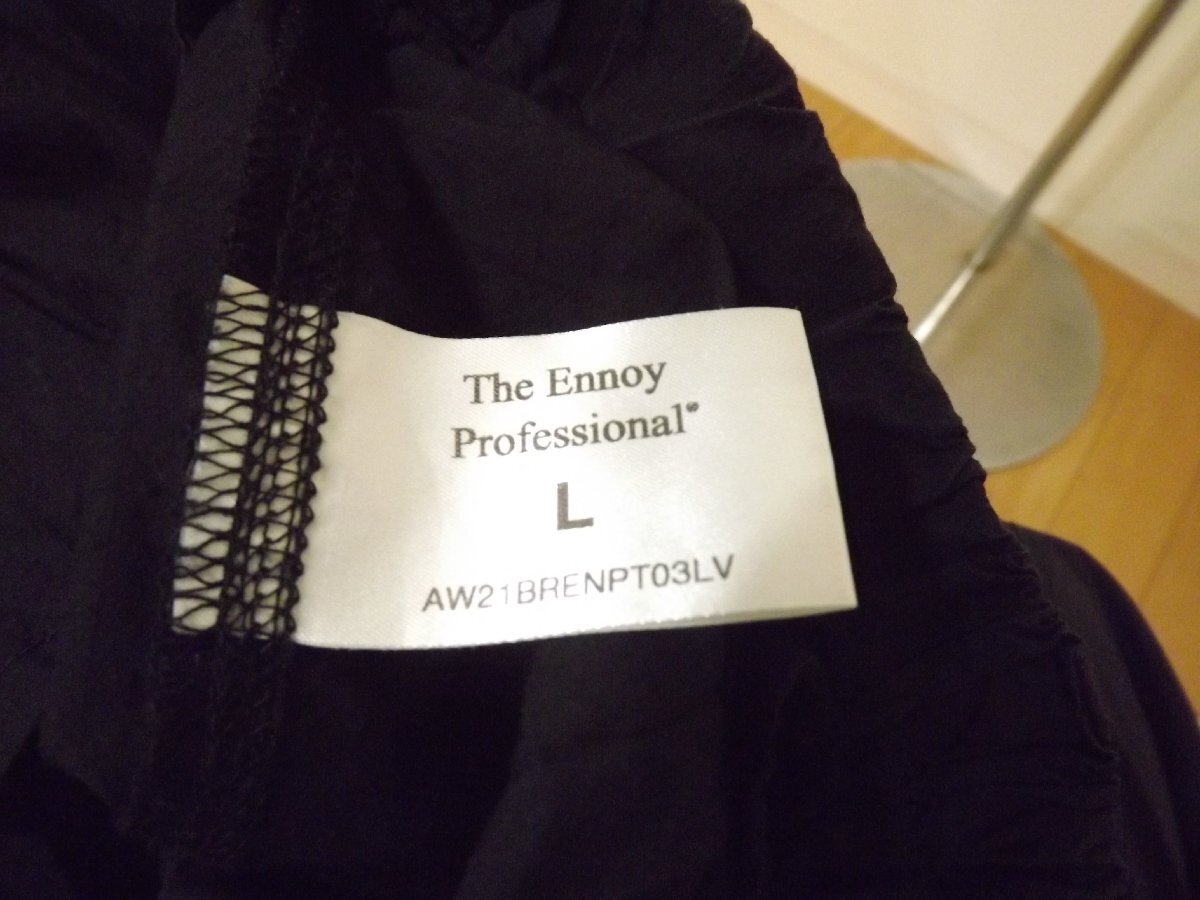 The Ennoy
Professional®
L
AW21BRENPT03LV